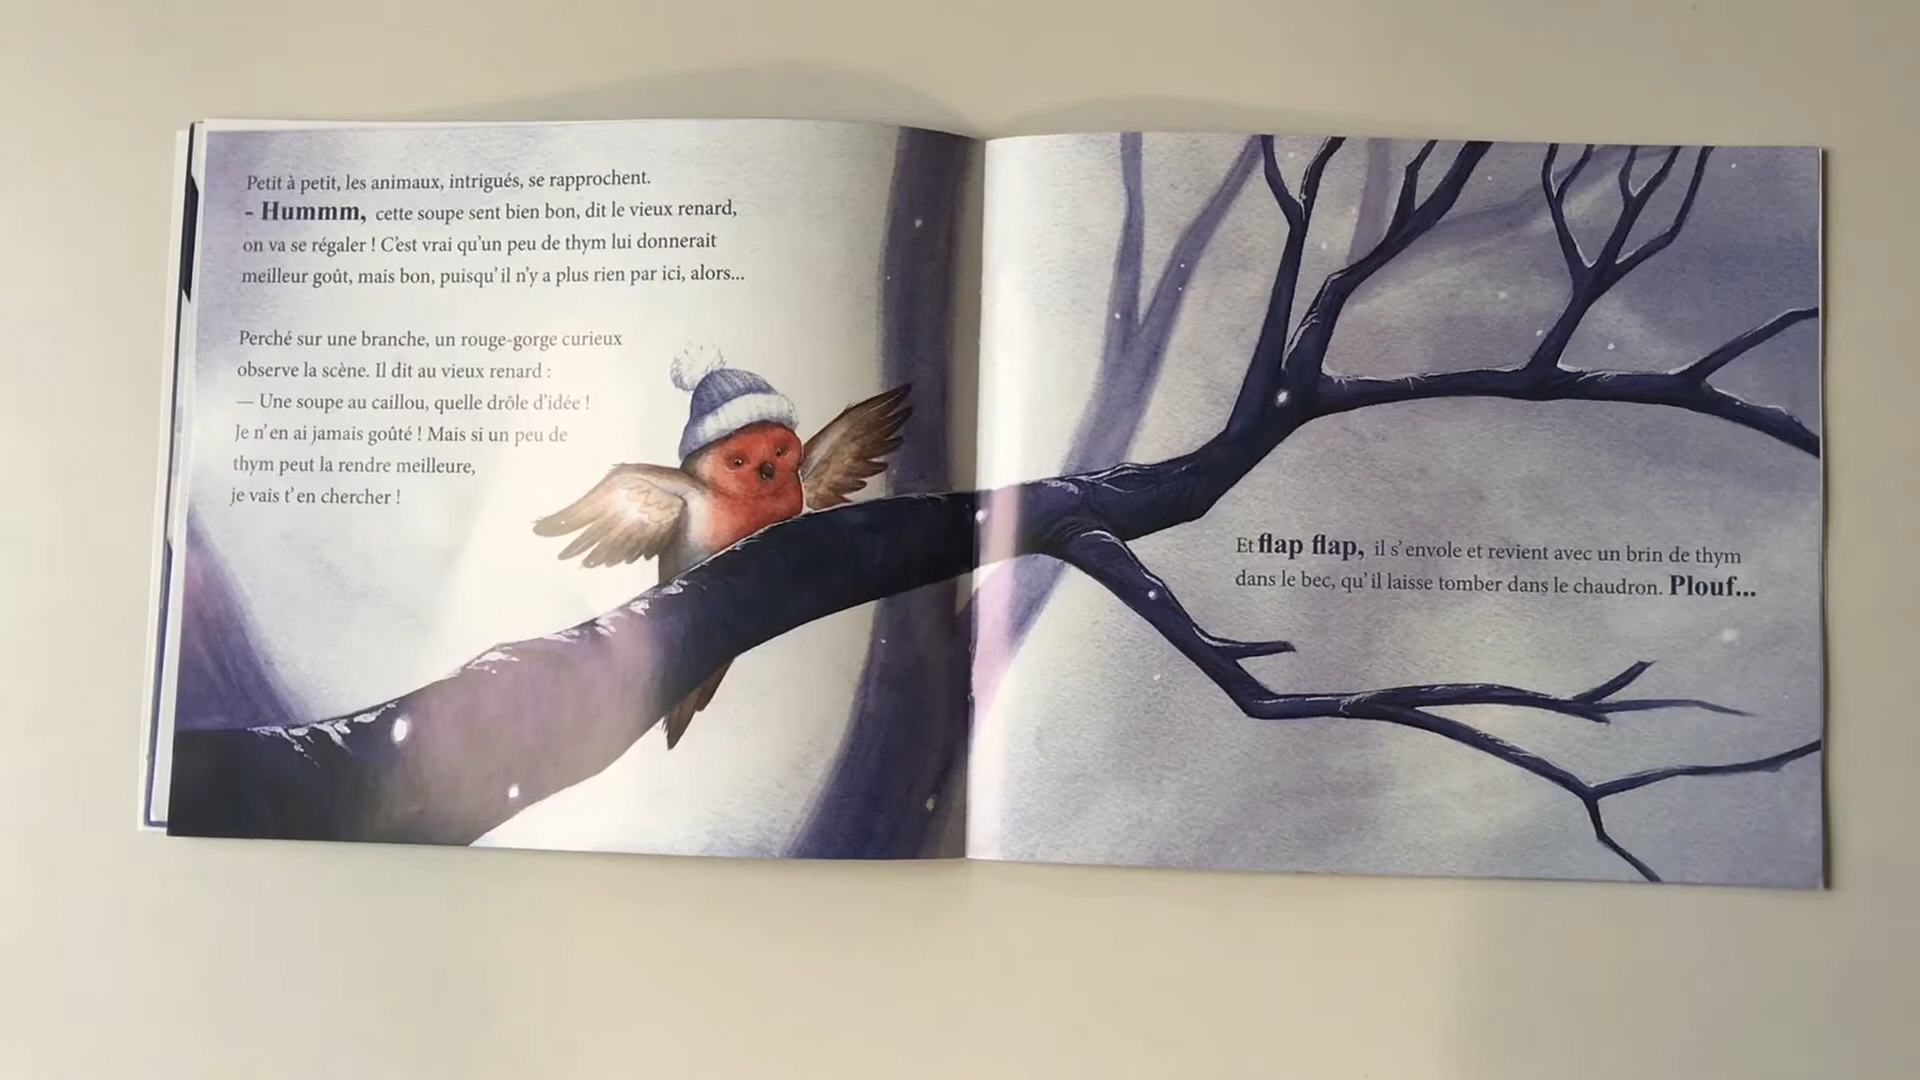 Petit à petit, les animaux, intrigués, se rapprochent.
- Hummm, cette soupe sent bien bon, dit le vieux renard,
on va se régaler ! C'est vrai qu'un peu de thym lui donnerait
meilleur goût, mais bon, puisqu'il n'y a plus rien par ici, alors...
Perché sur une branche, un rouge-gorge curieux
observe la scène. Il dit au vieux renard :
— Une soupe au caillou, quelle drôle d'idée !
Je n'en ai jamais goûté ! Mais si un peu de
thym peut la rendre meilleure,
je vais t'en chercher !
Et flap flap, il s'envole et revient avec un brin de thym
dans le bec, qu'il laisse tomber dans le chaudron. Plouf...